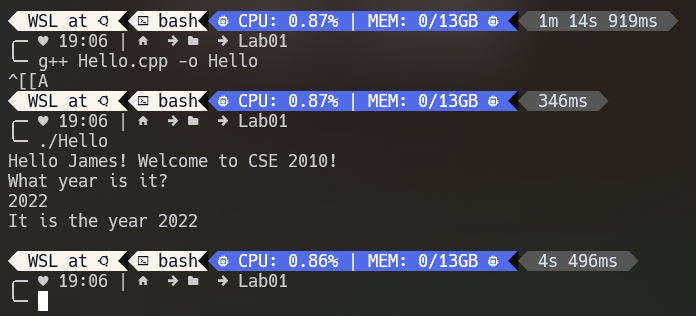 WSL at bash CPU: 0.87% | MEM: 0/13GB 1m 14s 919ms
19:06 | Lab01
g++ Hello.cpp -o Hello
^[[A
WSL at bash CPU: 0.87% | MEM: 0/13GB 346ms
19:06 | Lab01
./Hello
Hello James! Welcome to CSE 2010!
What year is it?
2022
It is the year 2022
WSL at bash CPU: 0.86% | MEM: 0/13GB 4s 496ms
19:06 | Lab01